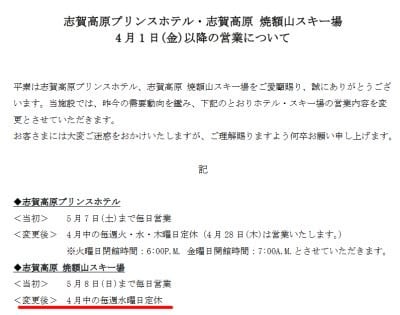 志賀高原プリンスホテル・志賀高原 焼額山スキー場
4月1日(金)以降の営業について
平素は志賀高原プリンスホテル、志賀高原 焼額山スキー場をご愛顧賜り、誠にありがとうござ
います。当施設では、昨今の需要動向を鑑み、下記のとおりホテル・スキー場の営業内容を変
更とさせていただきます。
お客さまには大変ご迷惑をおかけいたしますが、ご理解賜りますよう何卒お願い申し上げます。
記
◆志賀高原プリンスホテル
<当初> 5月7日(土)まで毎日営業
<変更後> 4月中の毎週火・水・木曜日定休 (4月28日(木)は営業いたします。)
※火曜日閉館時間：6:00P.M. 金曜日開館時間：7:00A.M.とさせていただきます。
◆志賀高原 焼額山スキー場
<当初> 5月8日(日)まで毎日営業
<変更後> 4月中の毎週水曜日定休